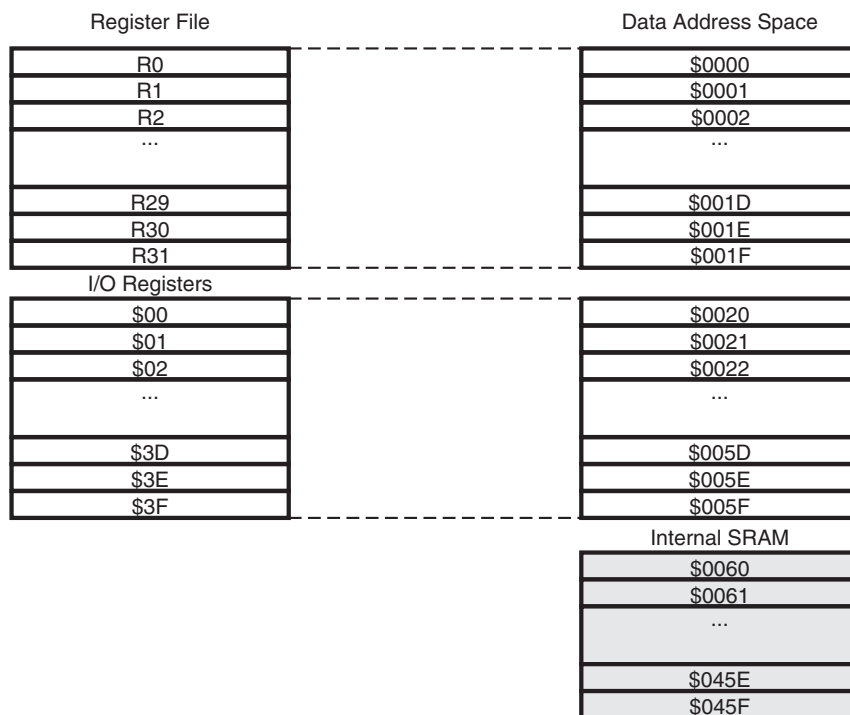 Register File
Data Address Space
R0
$0000
R1
$0001
R2
$0002
...
...
R29
$001D
R30
$001E
R31
$001F
I/O Registers
$00
$0020
$01
$0021
$02
$0022
...
...
$3D
$005D
$3E
$005E
$3F
$005F
Internal SRAM
$0060
$0061
...
$045E
$045F